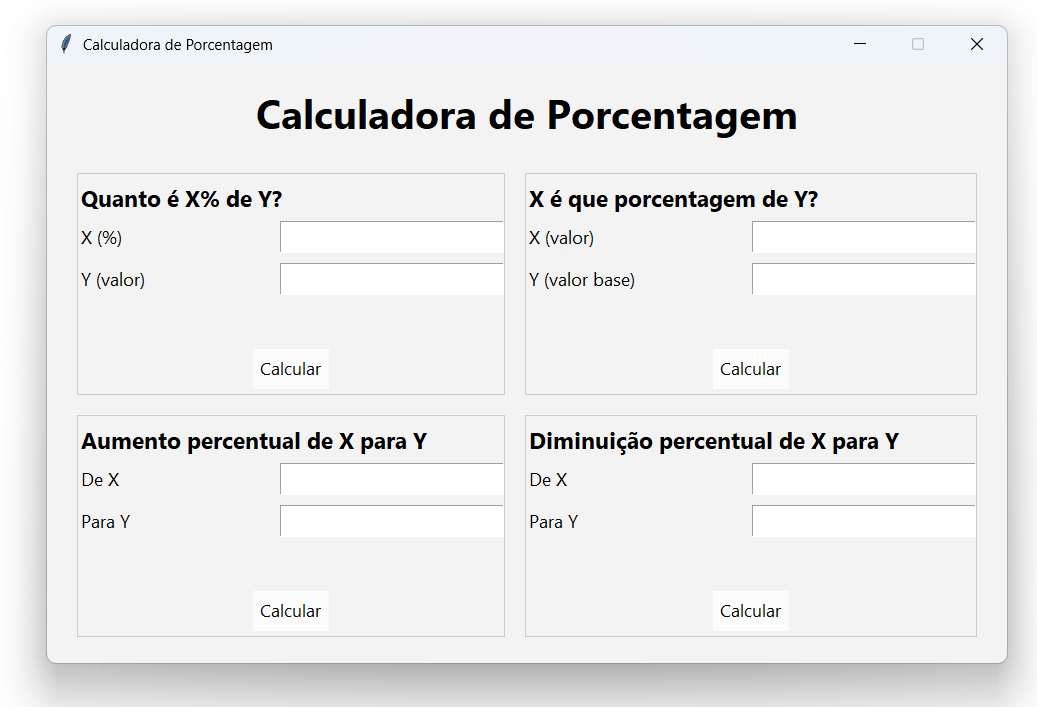 Calculadora de Porcentagem
Calculadora de Porcentagem
Quanto é X% de Y?
X (%)
Y (valor)
Calcular
X é que porcentagem de Y?
X (valor)
Y (valor base)
Calcular
Aumento percentual de X para Y
De X
Para Y
Calcular
Diminuição percentual de X para Y
De X
Para Y
Calcular